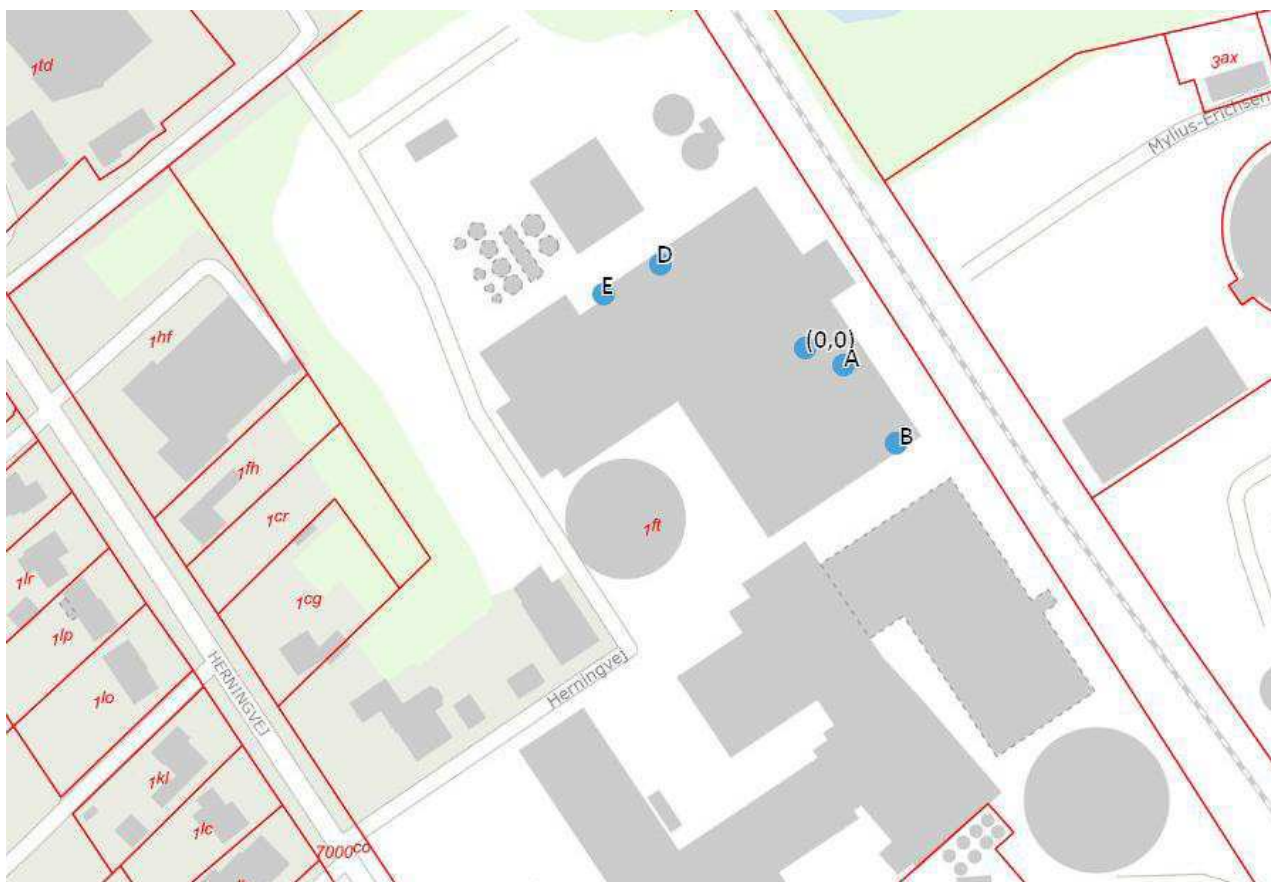 1td
3ax
Mylius-Erichsen
D
E
1hf
(0,0)
A
B
1fh
1cr
1ft
1lr
1cg
1lp
HERNINGVEJ
Herningvej
1lo
1kl
1lc
7000co